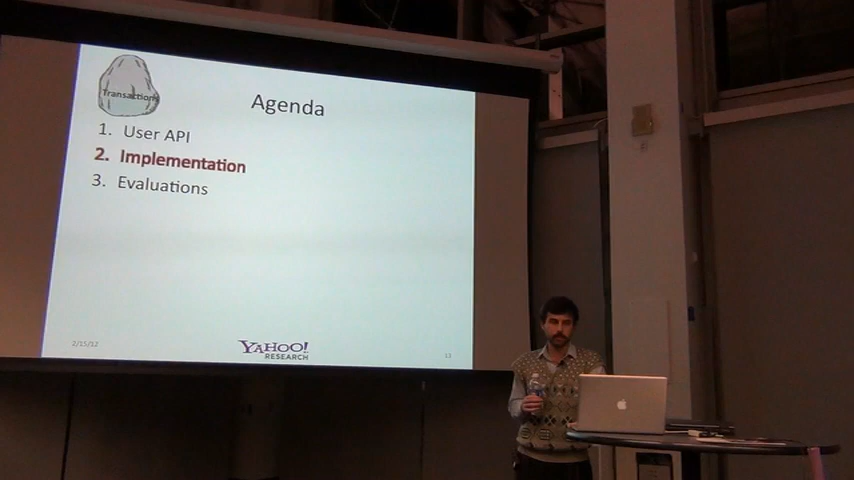 Transactions
Agenda
1. User API
2. Implementation
3. Evaluations
2/15/12
YAHOO!
RESEARCH
13